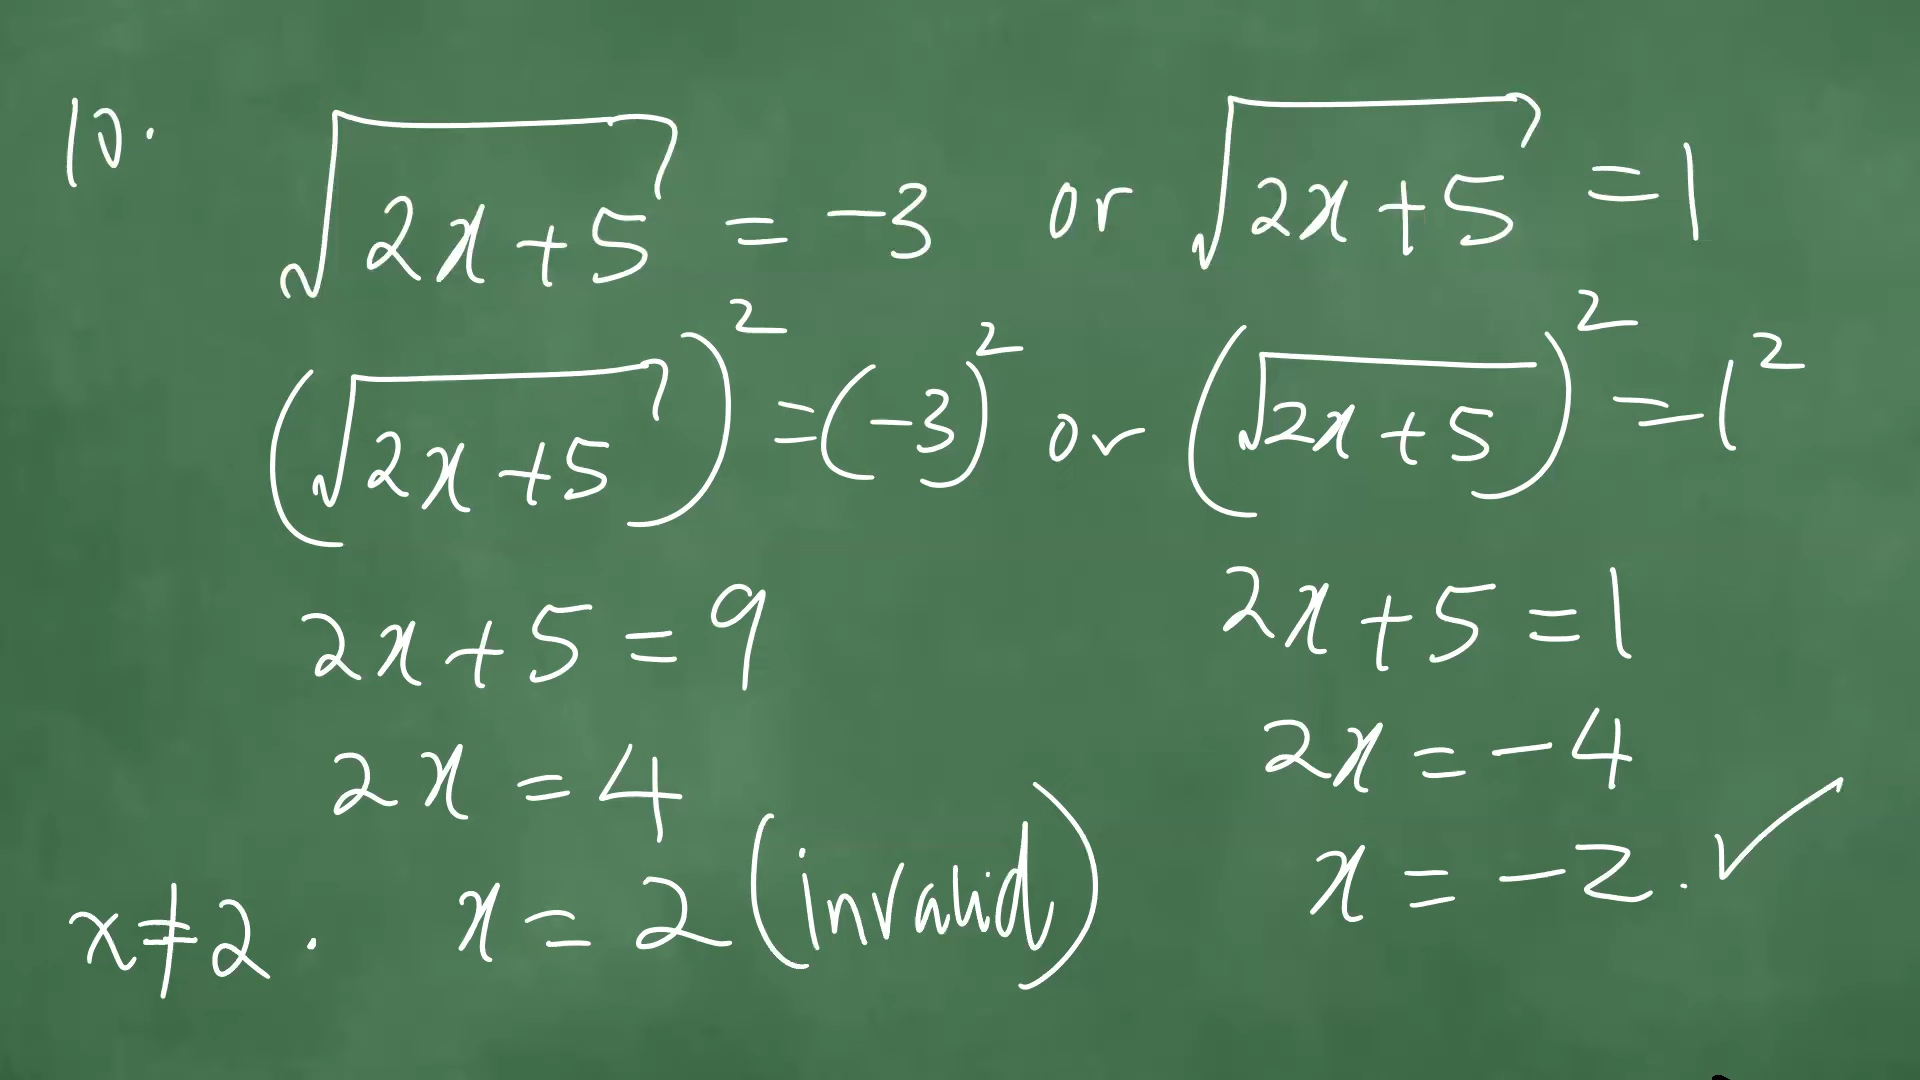 10. √(2x+5) = -3 or √(2x+5) = 1
(√(2x+5))² = (-3)² or (√(2x+5))² = 1²
2x+5 = 9 2x+5 = 1
2x = 4 2x = -4
x ≠ 2. x = 2 (invalid) x = -2. ✓